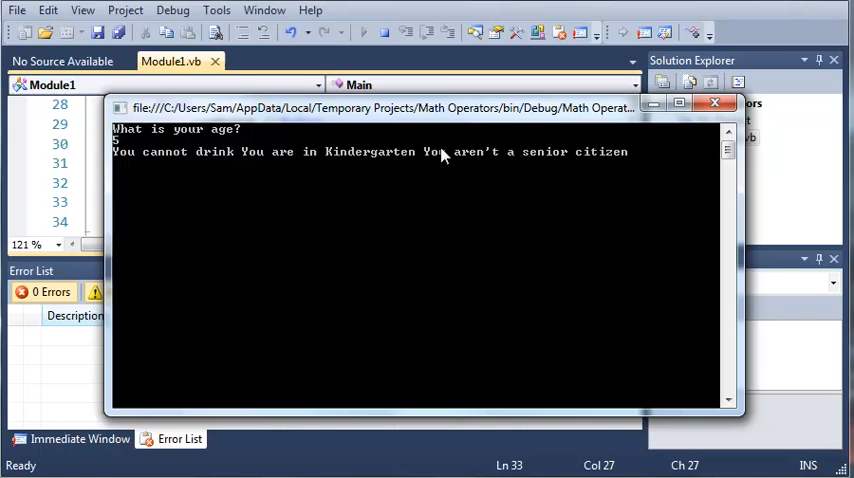 File Edit View Project Debug Tools Window Help
No Source Available Module1.vb Solution Explorer
Module1 Main
file:///C:/Users/Sam/AppData/Local/Temporary Projects/Math Operators/bin/Debug/Math Operat...
What is your age?
5
You cannot drink You are in Kindergarten You aren't a senior citizen
28
29
30
31
32
33
34
121 %
Error List
0 Errors
Description
Immediate Window Error List
Ready Ln 33 Col 27 Ch 27 INS